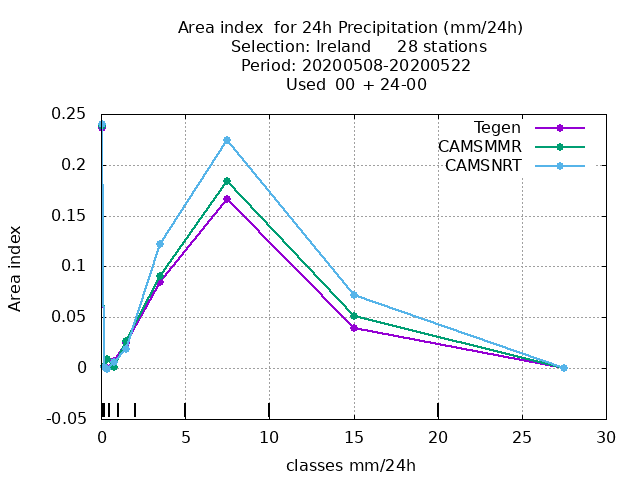 Area index  for 24h Precipitation (mm/24h)
Selection: Ireland     28 stations
Period: 20200508-20200522
Used  00 + 24-00
Tegen
CAMSMMR
CAMSNRT
0.25
0.2
0.15
0.1
0.05
0
-0.05
Area index
0 5 10 15 20 25 30
classes mm/24h